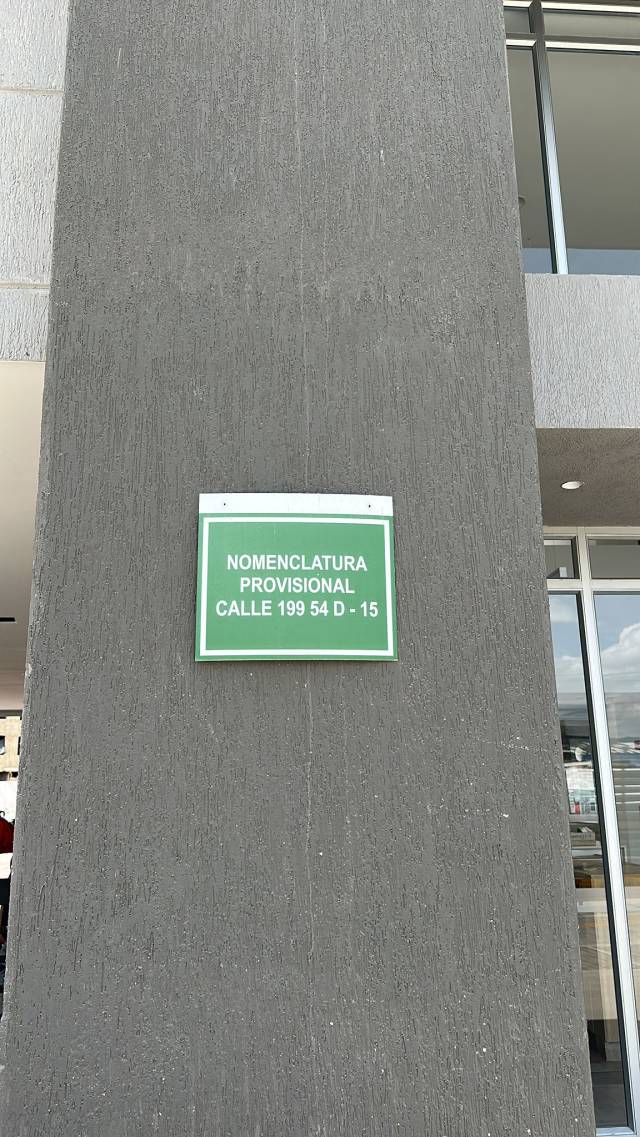 NOMENCLATURA
PROVISIONAL
CALLE 199 54 D - 15